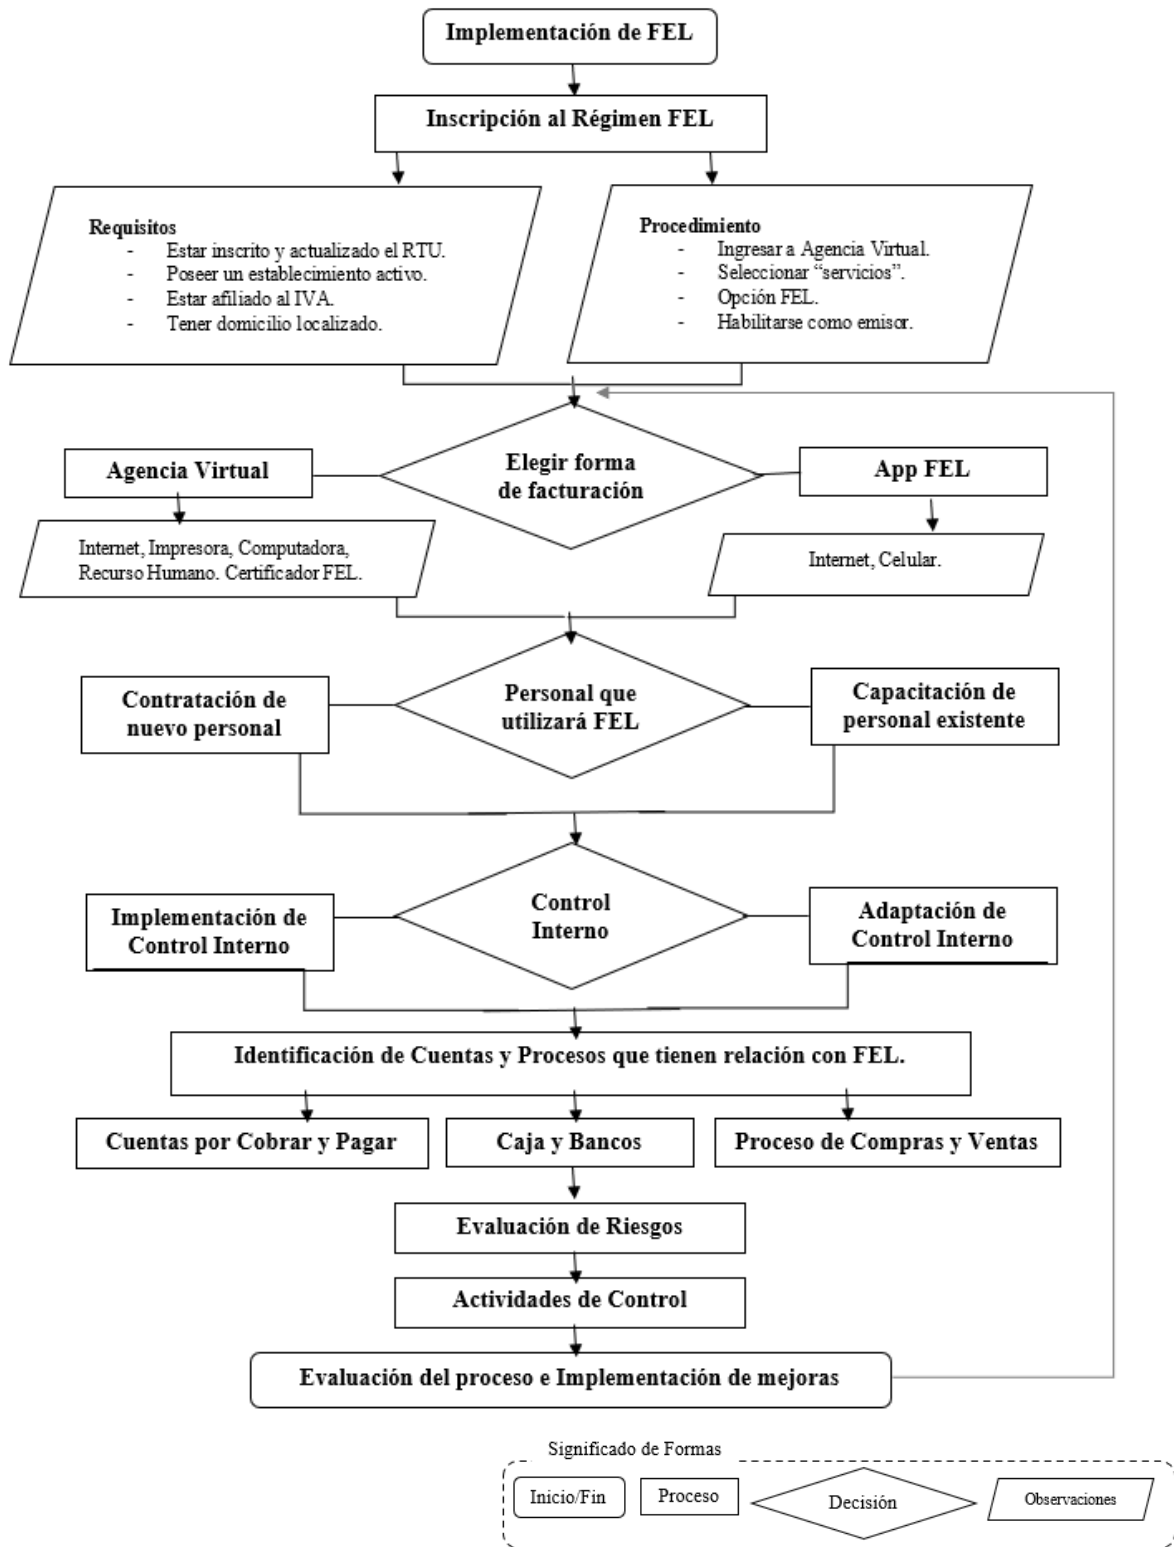 Implementación de FEL
Inscripción al Régimen FEL
Requisitos
- Estar inscrito y actualizado el RTU.
- Poseer un establecimiento activo.
- Estar afiliado al IVA.
- Tener domicilio localizado.
Procedimiento
- Ingresar a Agencia Virtual.
- Seleccionar “servicios”.
- Opción FEL.
- Habilitarse como emisor.
Elegir forma
de facturación
Agencia Virtual
App FEL
Internet, Impresora, Computadora,
Recurso Humano. Certificador FEL.
Internet, Celular.
Personal que
utilizará FEL
Contratación de
nuevo personal
Capacitación de
personal existente
Control
Interno
Implementación de
Control Interno
Adaptación de
Control Interno
Identificación de Cuentas y Procesos que tienen relación con FEL.
Cuentas por Cobrar y Pagar
Caja y Bancos
Proceso de Compras y Ventas
Evaluación de Riesgos
Actividades de Control
Evaluación del proceso e Implementación de mejoras
Significado de Formas
Inicio/Fin
Proceso
Decisión
Observaciones